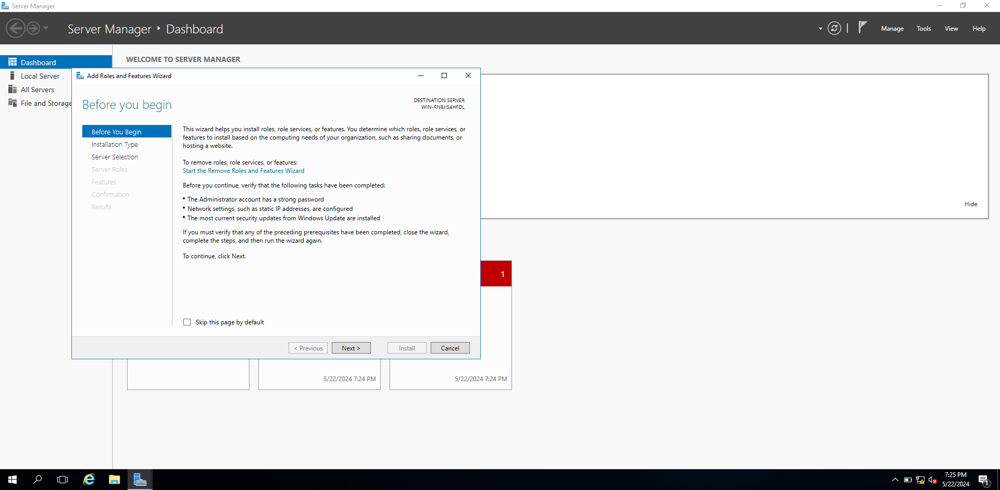 Server Manager
Server Manager ‣ Dashboard
Manage Tools View Help
Dashboard
Local Server
All Servers
File and Storage
WELCOME TO SERVER MANAGER
Add Roles and Features Wizard
Before you begin
DESTINATION SERVER
WIN-RN8JIS4HFDL
Before You Begin
Installation Type
Server Selection
Server Roles
Features
Confirmation
Results
This wizard helps you install roles, role services, or features. You determine which roles, role services, or
features to install based on the computing needs of your organization, such as sharing documents, or
hosting a website.
To remove roles, role services, or features:
Start the Remove Roles and Features Wizard
Before you continue, verify that the following tasks have been completed:
• The Administrator account has a strong password
• Network settings, such as static IP addresses, are configured
• The most current security updates from Windows Update are installed
If you must verify that any of the preceding prerequisites have been completed, close the wizard,
complete the steps, and then run the wizard again.
To continue, click Next.
Skip this page by default
< Previous Next > Install Cancel
Hide
1
5/22/2024 7:24 PM
5/22/2024 7:24 PM
7:25 PM
5/22/2024
1